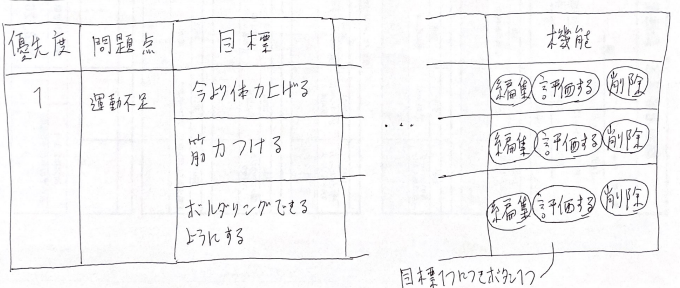 優先度 問題点 目標 機能
1 運動不足 今より体力上げる 編集 評価する 削除
筋力つける ... 編集 評価する 削除
ボルダリングできる
ようにする 編集 評価する 削除
目標1つにつきボタン1つ